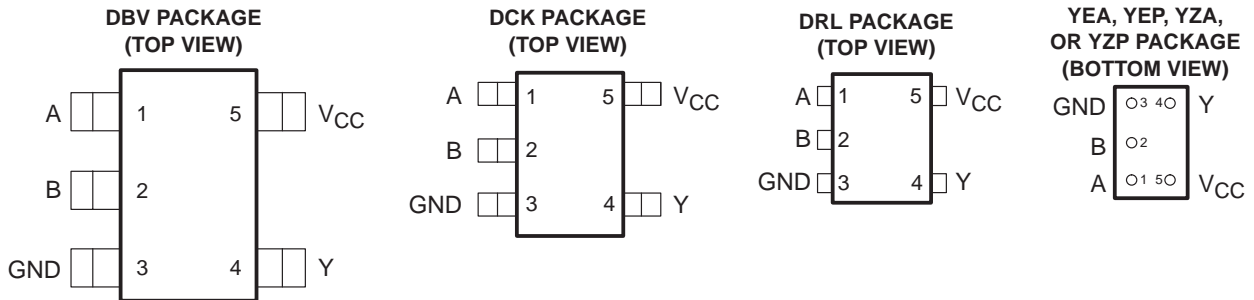 DBV PACKAGE
(TOP VIEW)
A 1 5 VCC
B 2
GND 3 4 Y
DCK PACKAGE
(TOP VIEW)
A 1 5 VCC
B 2
GND 3 4 Y
DRL PACKAGE
(TOP VIEW)
A 1 5 VCC
B 2
GND 3 4 Y
YEA, YEP, YZA,
OR YZP PACKAGE
(BOTTOM VIEW)
GND 3 4 Y
B 2
A 1 5 VCC